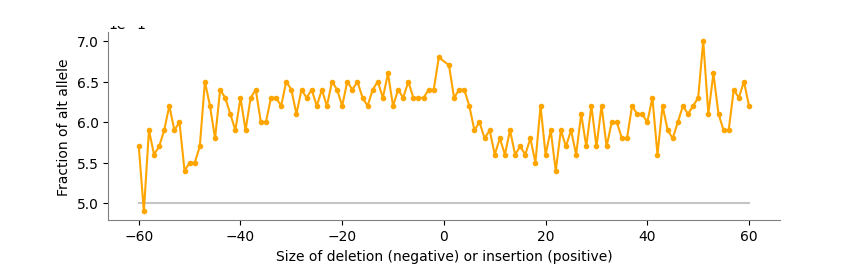 7.0
6.5
6.0
5.5
5.0
Fraction of alt allele
−60 −40 −20 0 20 40 60
Size of deletion (negative) or insertion (positive)